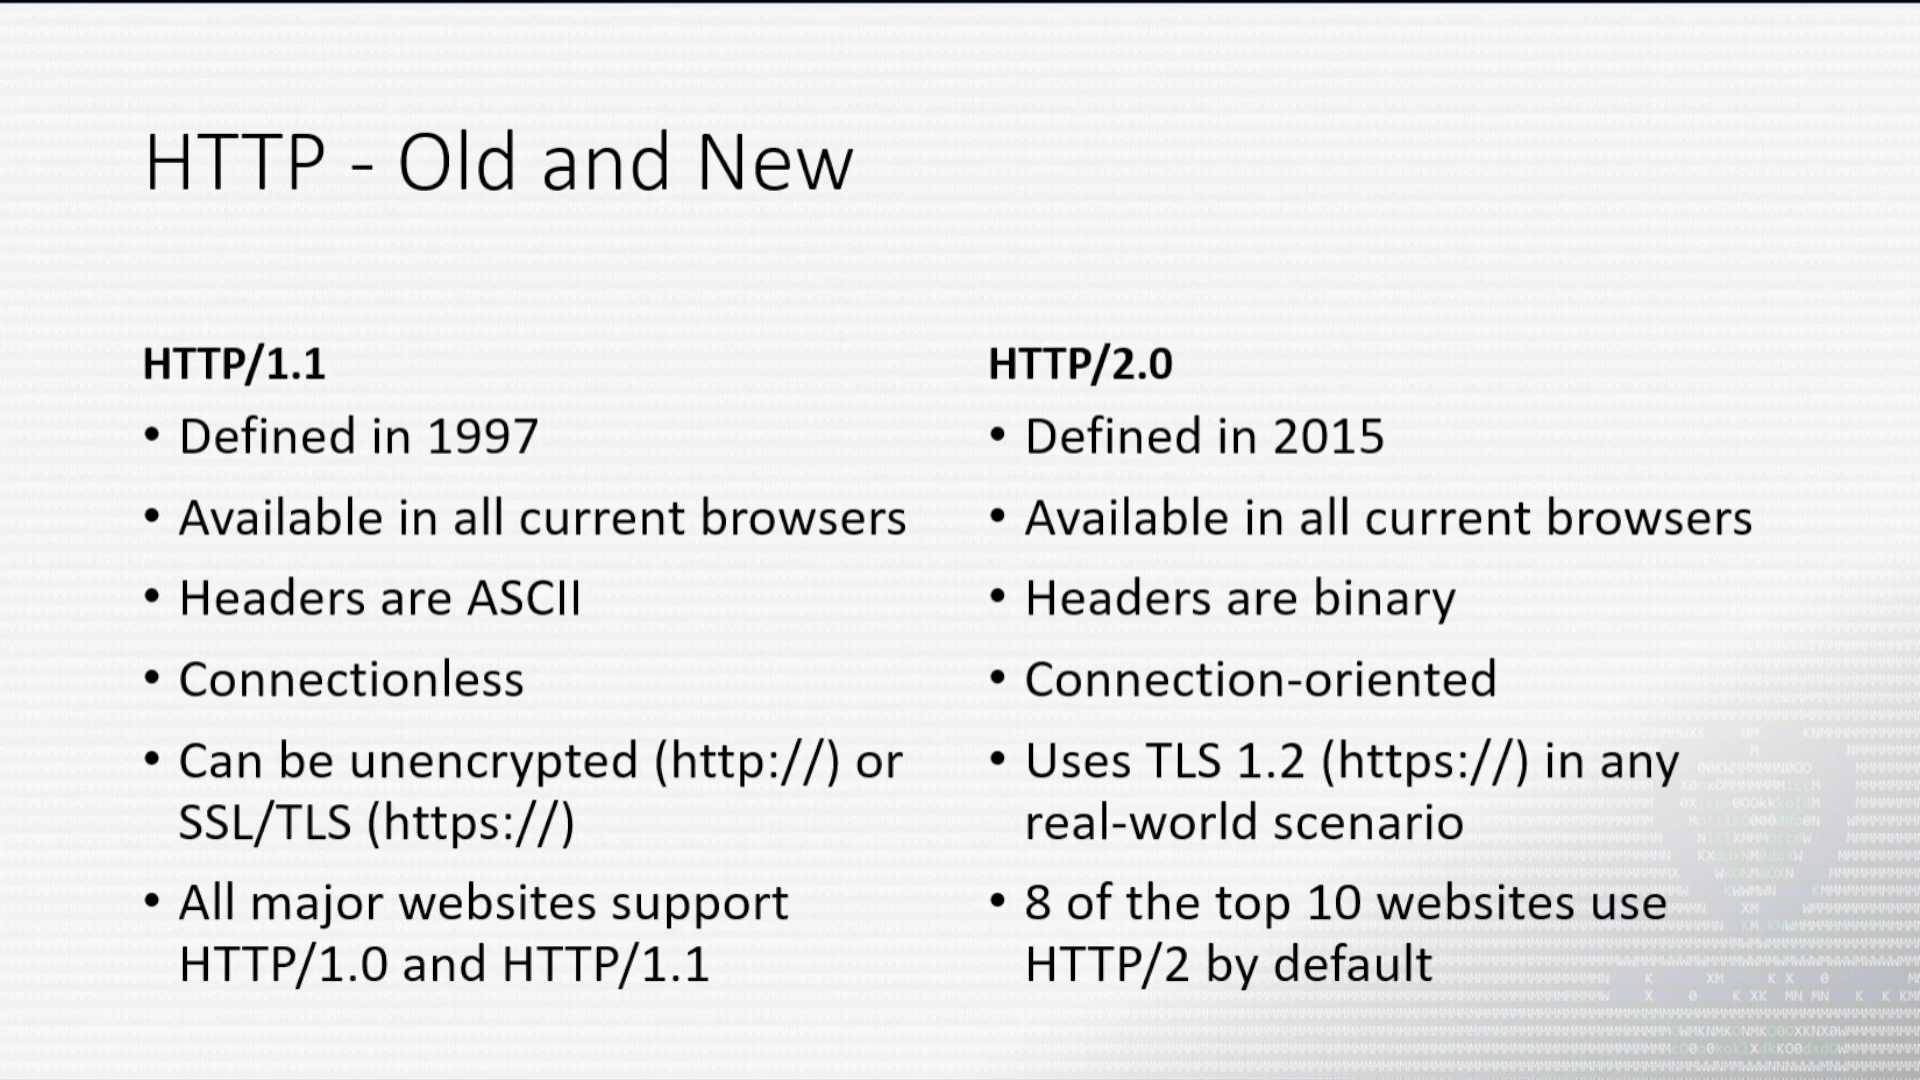 HTTP - Old and New
HTTP/1.1
• Defined in 1997
• Available in all current browsers
• Headers are ASCII
• Connectionless
• Can be unencrypted (http://) or
SSL/TLS (https://)
• All major websites support
HTTP/1.0 and HTTP/1.1
HTTP/2.0
• Defined in 2015
• Available in all current browsers
• Headers are binary
• Connection-oriented
• Uses TLS 1.2 (https://) in any
real-world scenario
• 8 of the top 10 websites use
HTTP/2 by default